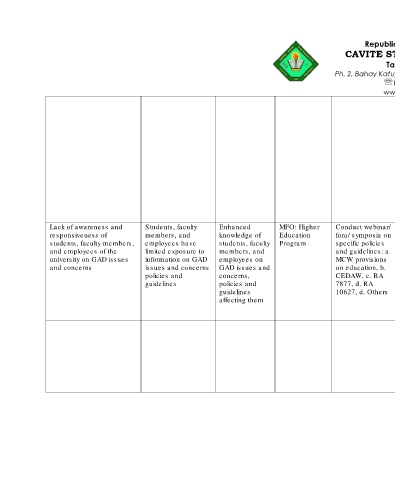 Republic
CAVITE ST
Ta
Ph. 2, Bahay Katu
www
Lack of awareness and
responsiveness of
students, faculty members,
and employees of the
university on GAD issues
and concerns
Students, faculty
members, and
employees have
limited exposure to
information on GAD
issues and concerns
policies and
guidelines
Enhanced
knowledge of
students, faculty
members, and
employees on
GAD issues and
concerns,
policies and
guidelines
affecting them
MFO: Higher
Education
Program
Conduct webinar/
fora/ symposia on
specific policies
and guidelines: a.
MCW provisions
on education, b.
CEDAW, c. RA
7877, d. RA
10627, d. Others